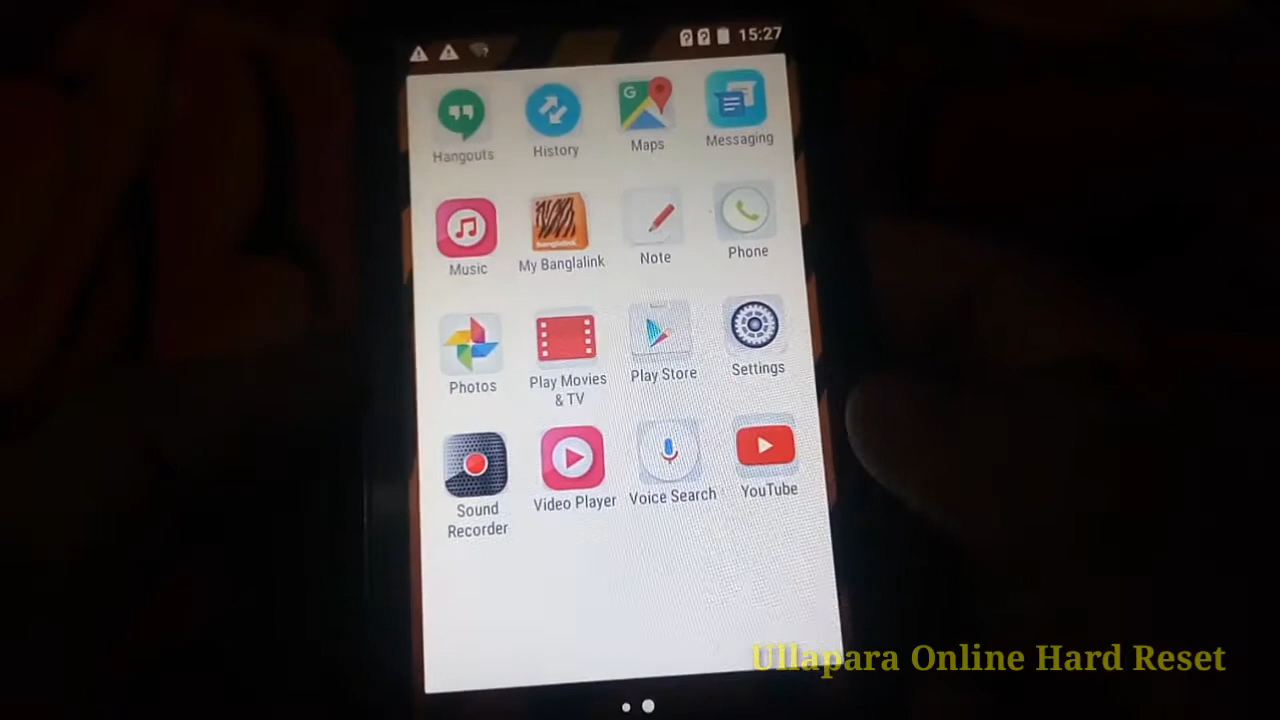 15:27
Hangouts
History
Maps
Messaging
Music
banglalink
My Banglalink
Note
Phone
Photos
Play Movies
& TV
Play Store
Settings
Sound
Recorder
Video Player
Voice Search
YouTube
Ullapara Online Hard Reset